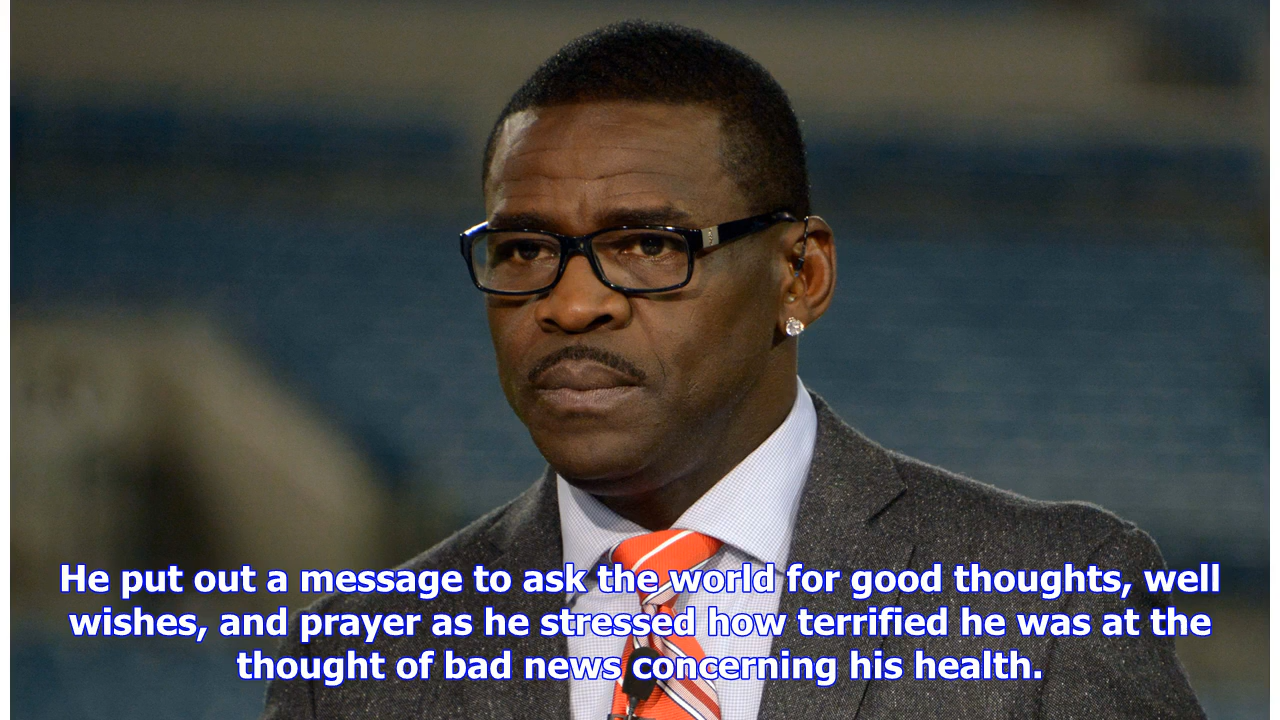 He put out a message to ask the world for good thoughts, well
wishes, and prayer as he stressed how terrified he was at the
thought of bad news concerning his health.